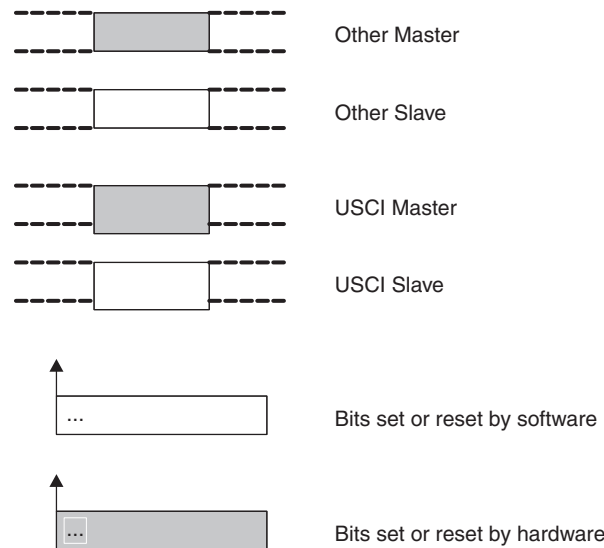 Other Master
Other Slave
USCI Master
USCI Slave
... Bits set or reset by software
... Bits set or reset by hardware